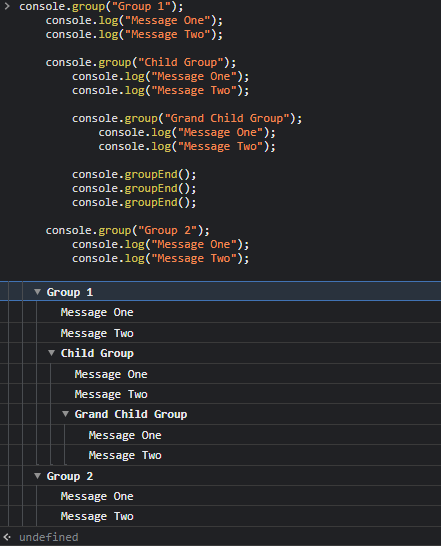 console.group("Group 1");
console.log("Message One");
console.log("Message Two");
console.group("Child Group");
console.log("Message One");
console.log("Message Two");
console.group("Grand Child Group");
console.log("Message One");
console.log("Message Two");
console.groupEnd();
console.groupEnd();
console.groupEnd();
console.group("Group 2");
console.log("Message One");
console.log("Message Two");
Group 1
Message One
Message Two
Child Group
Message One
Message Two
Grand Child Group
Message One
Message Two
Group 2
Message One
Message Two
undefined